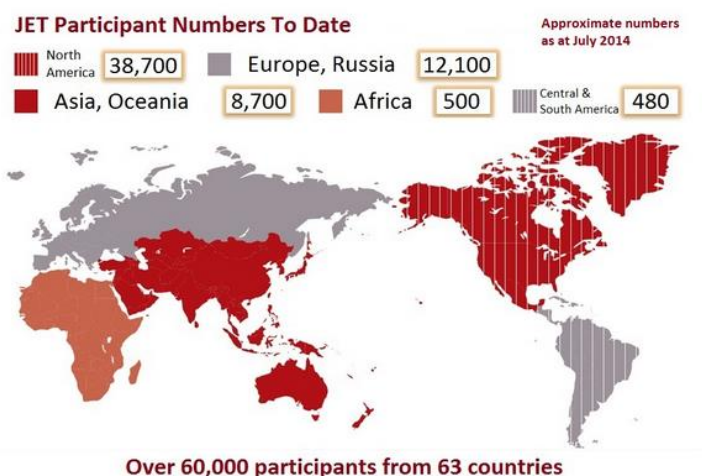 JET Participant Numbers To Date
Approximate numbers
as at July 2014
North
America
38,700
Europe, Russia
12,100
Asia, Oceania
8,700
Africa
500
Central &
South America
480
Over 60,000 participants from 63 countries